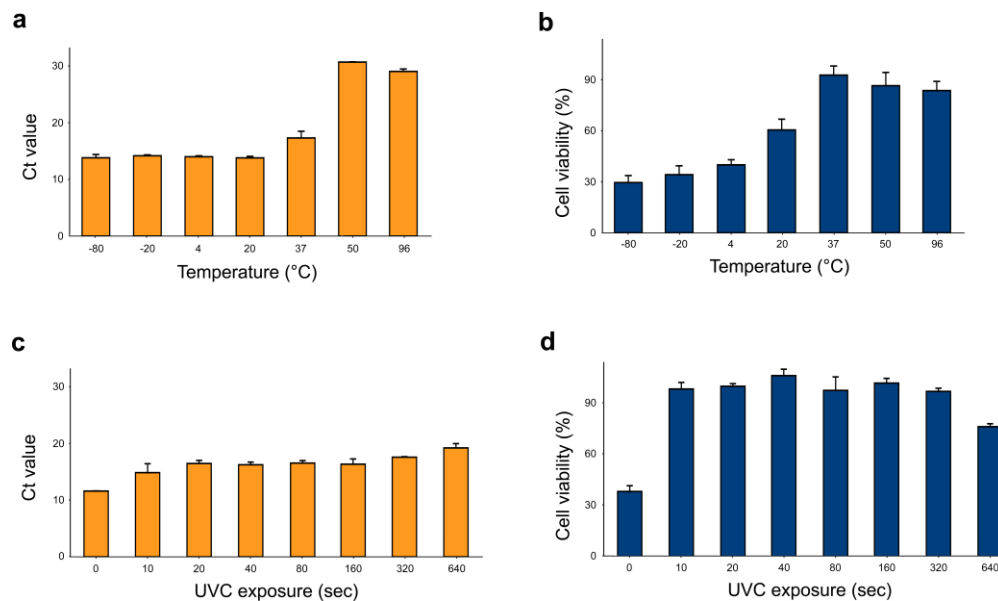 a
30
20
10
0
Ct value
-80 -20 4 20 37 50 96
Temperature (°C)
b
90
60
30
0
Cell viability (%)
-80 -20 4 20 37 50 96
Temperature (°C)
c
30
20
10
0
Ct value
0 10 20 40 80 160 320 640
UVC exposure (sec)
d
90
60
30
0
Cell viability (%)
0 10 20 40 80 160 320 640
UVC exposure (sec)